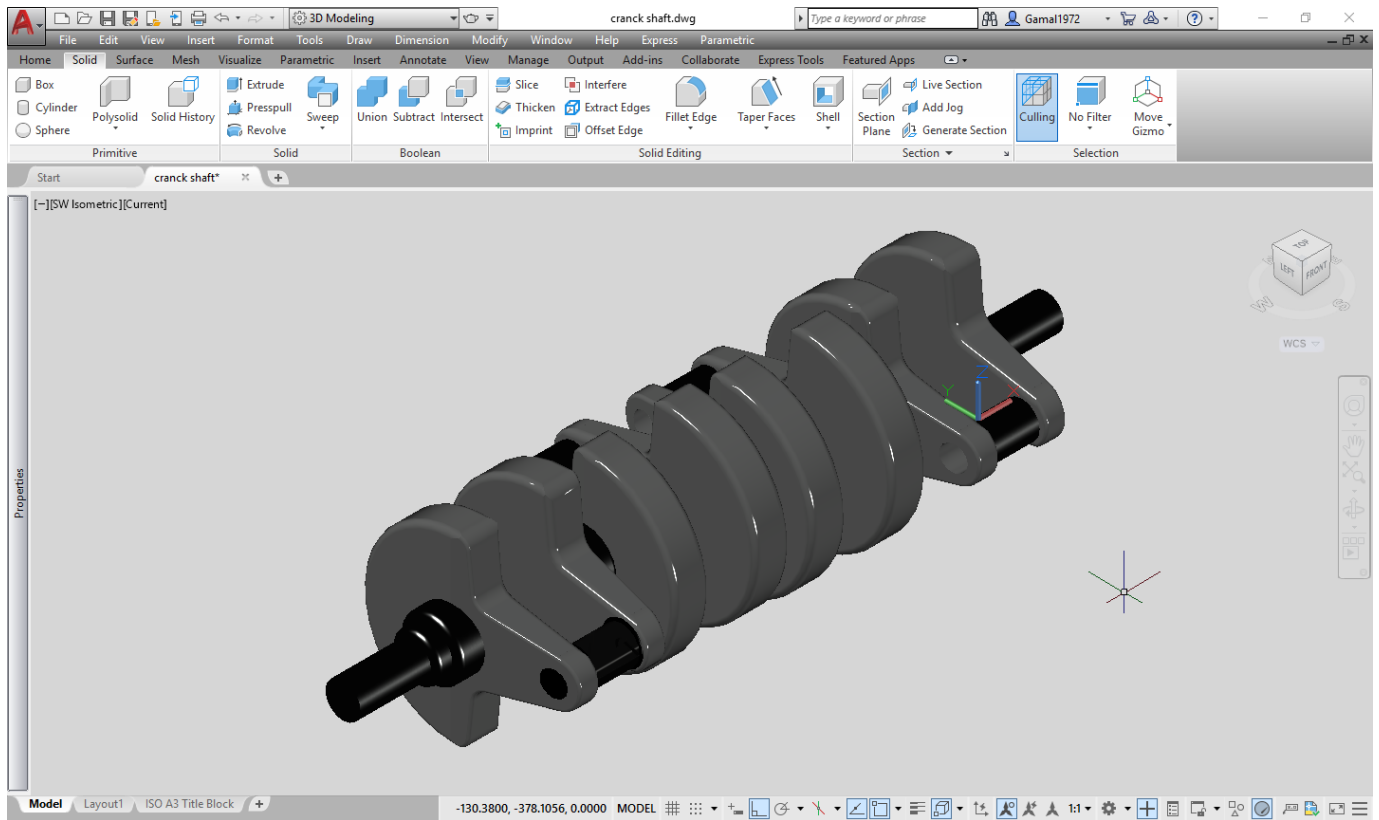 3D Modeling cranck shaft.dwg Type a keyword or phrase Gamal1972
File Edit View Insert Format Tools Draw Dimension Modify Window Help Express Parametric
Home Solid Surface Mesh Visualize Parametric Insert Annotate View Manage Output Add-ins Collaborate Express Tools Featured Apps
Box Extrude Slice Interfere Live Section
Cylinder Presspull Thicken Extract Edges Add Jog
Polysolid Solid History Sweep Union Subtract Intersect Fillet Edge Taper Faces Shell Section Plane Culling No Filter Move Gizmo
Sphere Revolve Imprint Offset Edge Generate Section
Primitive Solid Boolean Solid Editing Section Selection
Start cranck shaft* +
[−][SW Isometric][Current]
TOP
LEFT FRONT
W S
WCS
Z
Y X
Properties
Model Layout1 ISO A3 Title Block +
-130.3800, -378.1056, 0.0000 MODEL 1:1